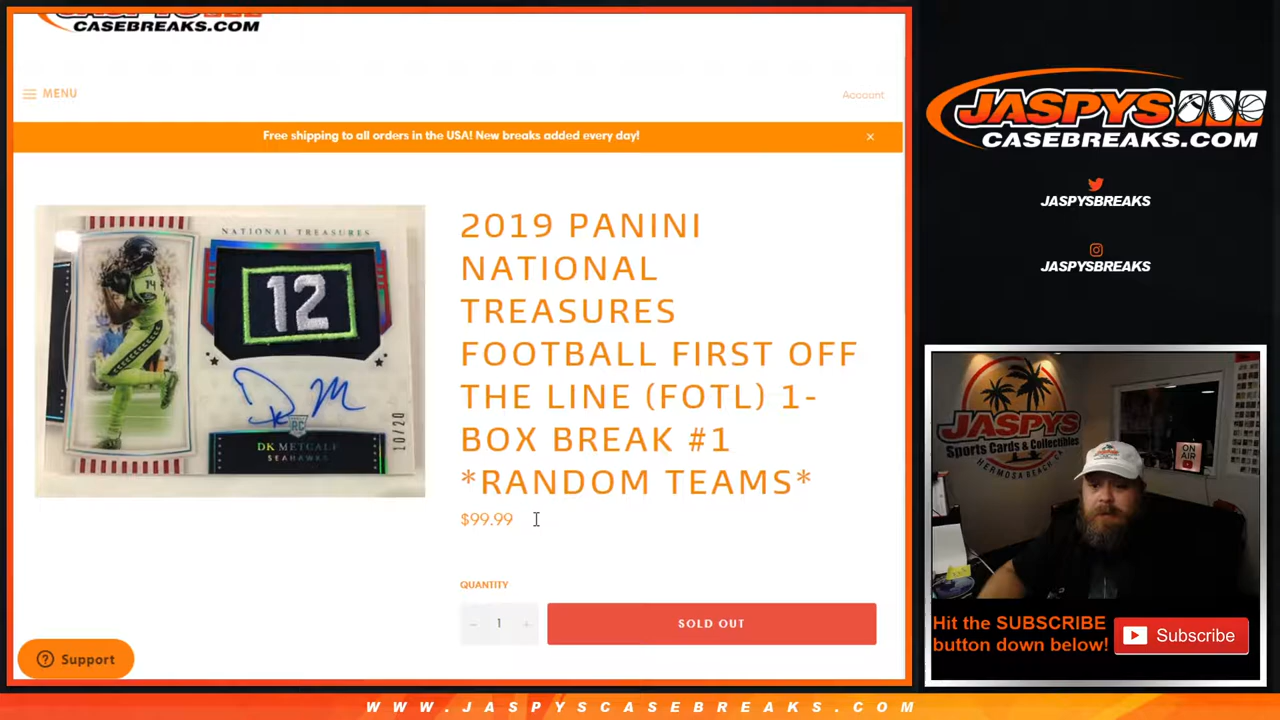 CASEBREAKS.COM
MENU
Account
Free shipping to all orders in the USA! New breaks added every day!
×
NATIONAL TREASURES
14
12
RC
DK METCALF
SEAHAWKS
10/20
2019 PANINI
NATIONAL
TREASURES
FOOTBALL FIRST OFF
THE LINE (FOTL) 1-
BOX BREAK #1
*RANDOM TEAMS*
$99.99
QUANTITY
− 1 +
SOLD OUT
Support
JASPYS
CASEBREAKS.COM
JASPYSBREAKS
JASPYSBREAKS
JASPYS
Sports Cards & Collectibles
HERMOSA BEACH, CA
ON
AIR
Hit the SUBSCRIBE
button down below!
Subscribe
WWW.JASPYSCASEBREAKS.COM